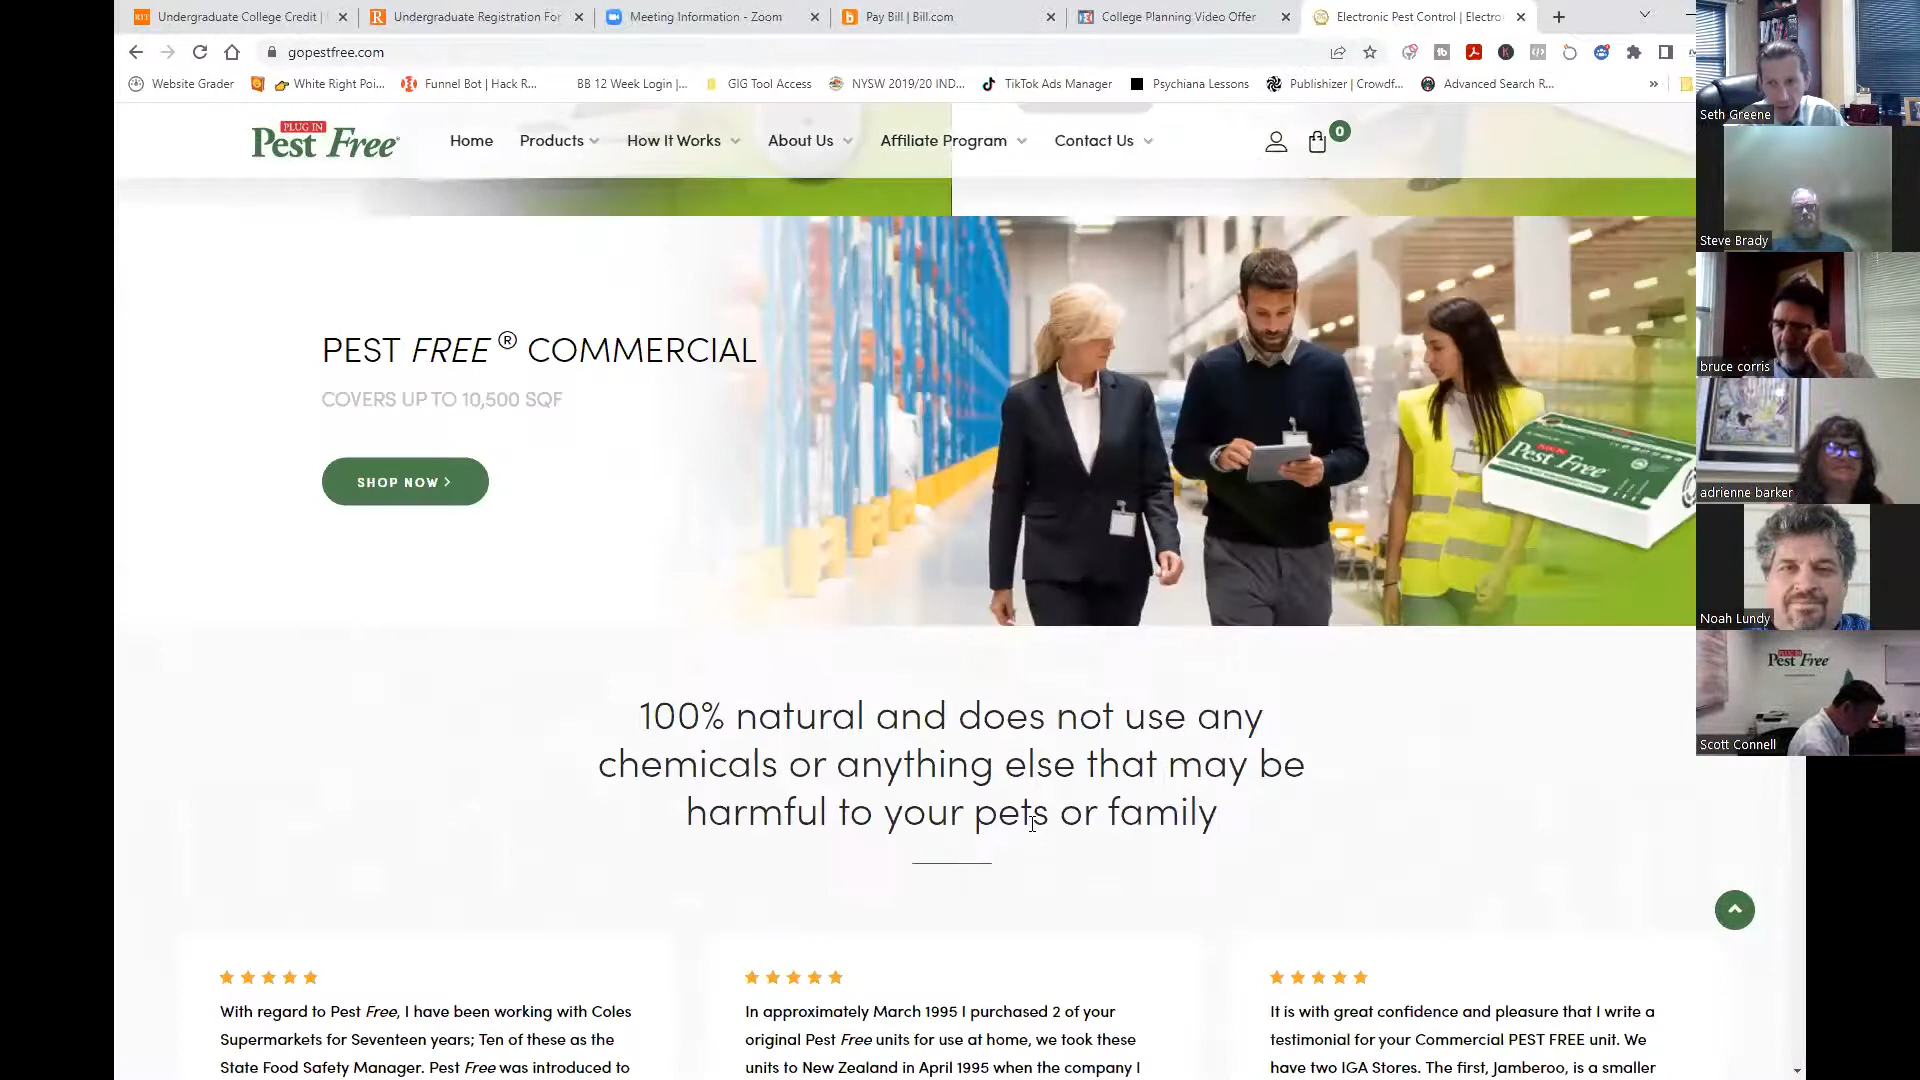 Undergraduate College Credit |
Undergraduate Registration For
Meeting Information - Zoom
Pay Bill | Bill.com
College Planning Video Offer
Electronic Pest Control | Electro
gopestfree.com
Website Grader
White Right Poi...
Funnel Bot | Hack R...
BB 12 Week Login |...
GIG Tool Access
NYSW 2019/20 IND...
TikTok Ads Manager
Psychiana Lessons
Publishizer | Crowdf...
Advanced Search R...
»
PLUG IN
Pest Free®
Home
Products
How It Works
About Us
Affiliate Program
Contact Us
0
PEST FREE ® COMMERCIAL
COVERS UP TO 10,500 SQF
SHOP NOW >
PLUG IN
Pest Free
100% natural and does not use any
chemicals or anything else that may be
harmful to your pets or family
With regard to Pest Free, I have been working with Coles
Supermarkets for Seventeen years; Ten of these as the
State Food Safety Manager. Pest Free was introduced to
In approximately March 1995 I purchased 2 of your
original Pest Free units for use at home, we took these
units to New Zealand in April 1995 when the company I
It is with great confidence and pleasure that I write a
testimonial for your Commercial PEST FREE unit. We
have two IGA Stores. The first, Jamberoo, is a smaller
Seth Greene
Steve Brady
bruce corris
adrienne barker
Noah Lundy
PLUG IN
Pest Free
Scott Connell